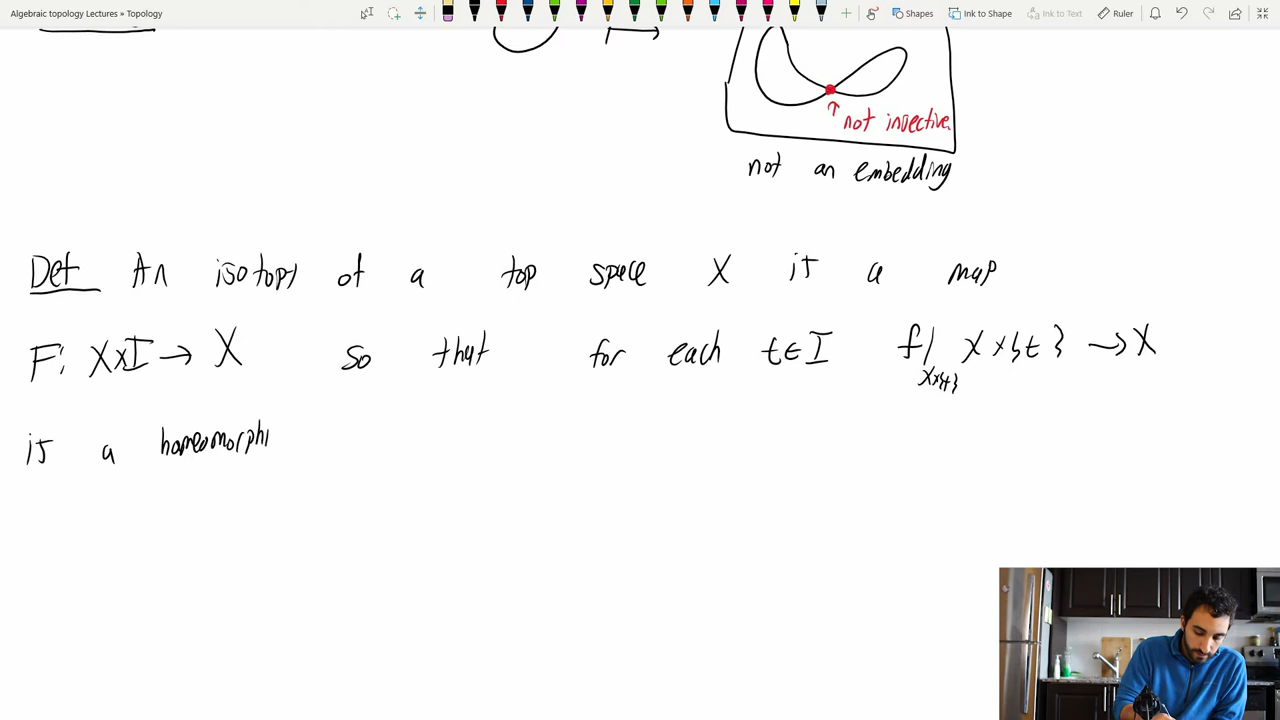 Algebraic topology Lectures » Topology
Shapes Ink to Shape Ink to Text Ruler
not injective
not an embedding
Def An isotopy of a top space X is a map
F: X×I → X so that for each t∈I f|X×{t} X×{t} → X
is a homeomorphi